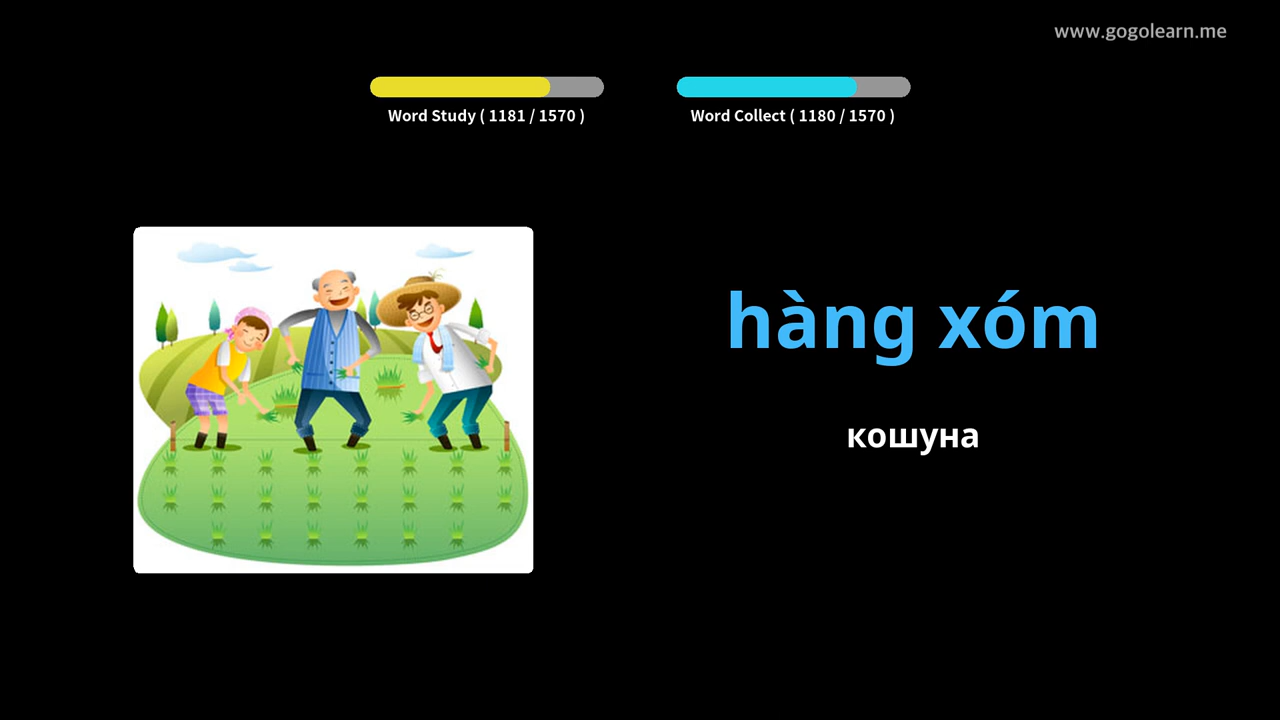 www.gogolearn.me
Word Study ( 1181 / 1570 )
Word Collect ( 1180 / 1570 )
hàng xóm
кошуна